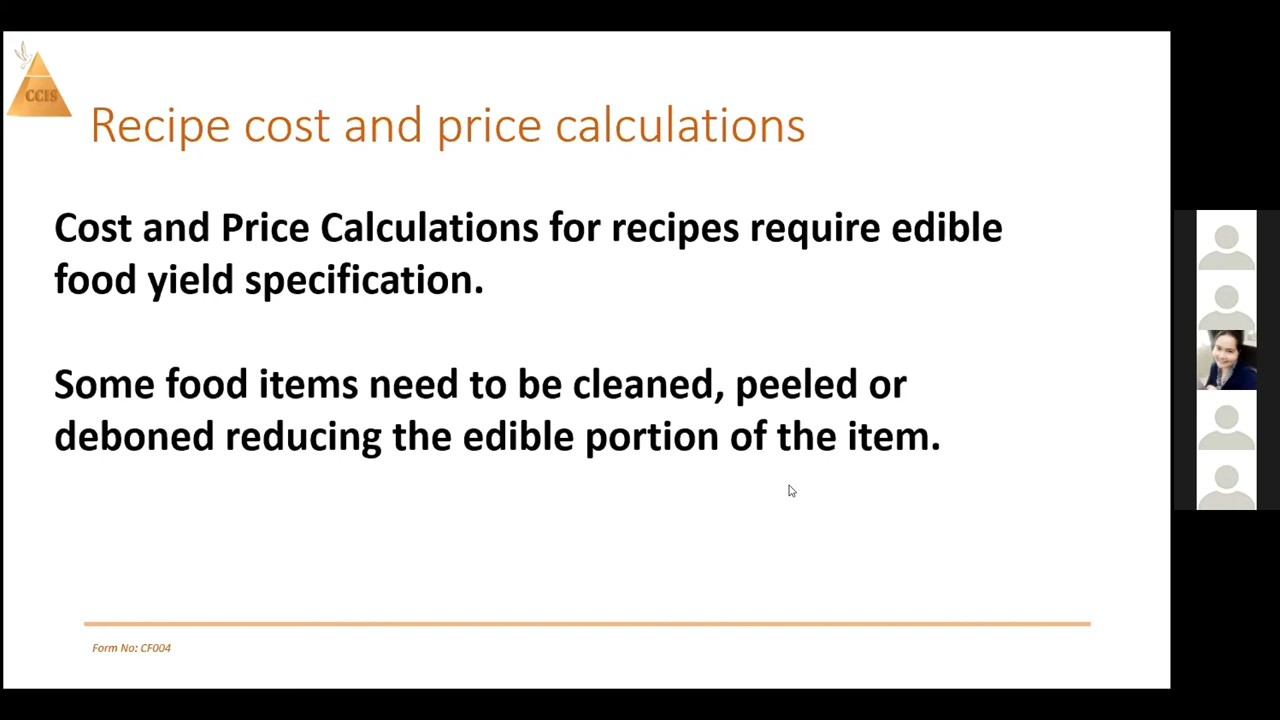 CCIS
Recipe cost and price calculations
Cost and Price Calculations for recipes require edible
food yield specification.
Some food items need to be cleaned, peeled or
deboned reducing the edible portion of the item.
Form No: CF004